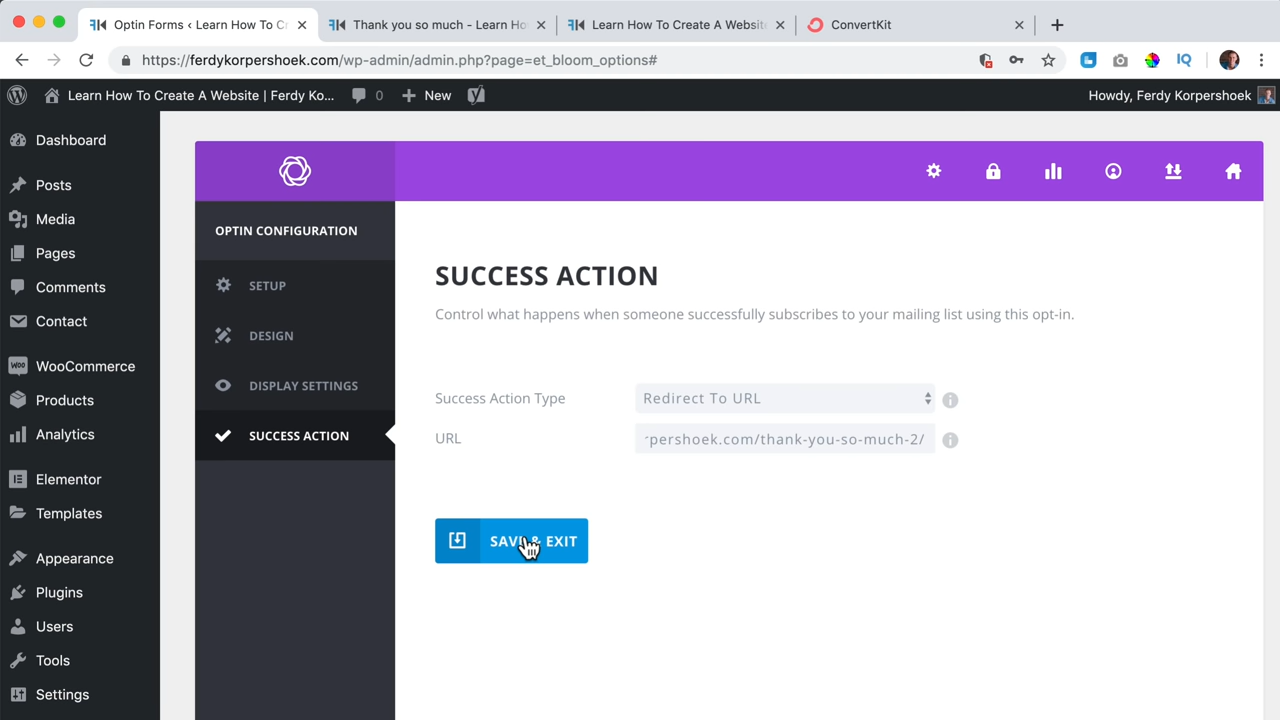 Optin Forms ‹ Learn How To C
Thank you so much - Learn Ho
Learn How To Create A Website
ConvertKit
https://ferdykorpershoek.com/wp-admin/admin.php?page=et_bloom_options#
IQ
Learn How To Create A Website | Ferdy Ko...
0
New
Howdy, Ferdy Korpershoek
Dashboard
Posts
Media
Pages
Comments
Contact
WooCommerce
Products
Analytics
Elementor
Templates
Appearance
Plugins
Users
Tools
Settings
OPTIN CONFIGURATION
SETUP
DESIGN
DISPLAY SETTINGS
SUCCESS ACTION
SUCCESS ACTION
Control what happens when someone successfully subscribes to your mailing list using this opt-in.
Success Action Type
Redirect To URL
URL
rpershoek.com/thank-you-so-much-2/
SAVE & EXIT